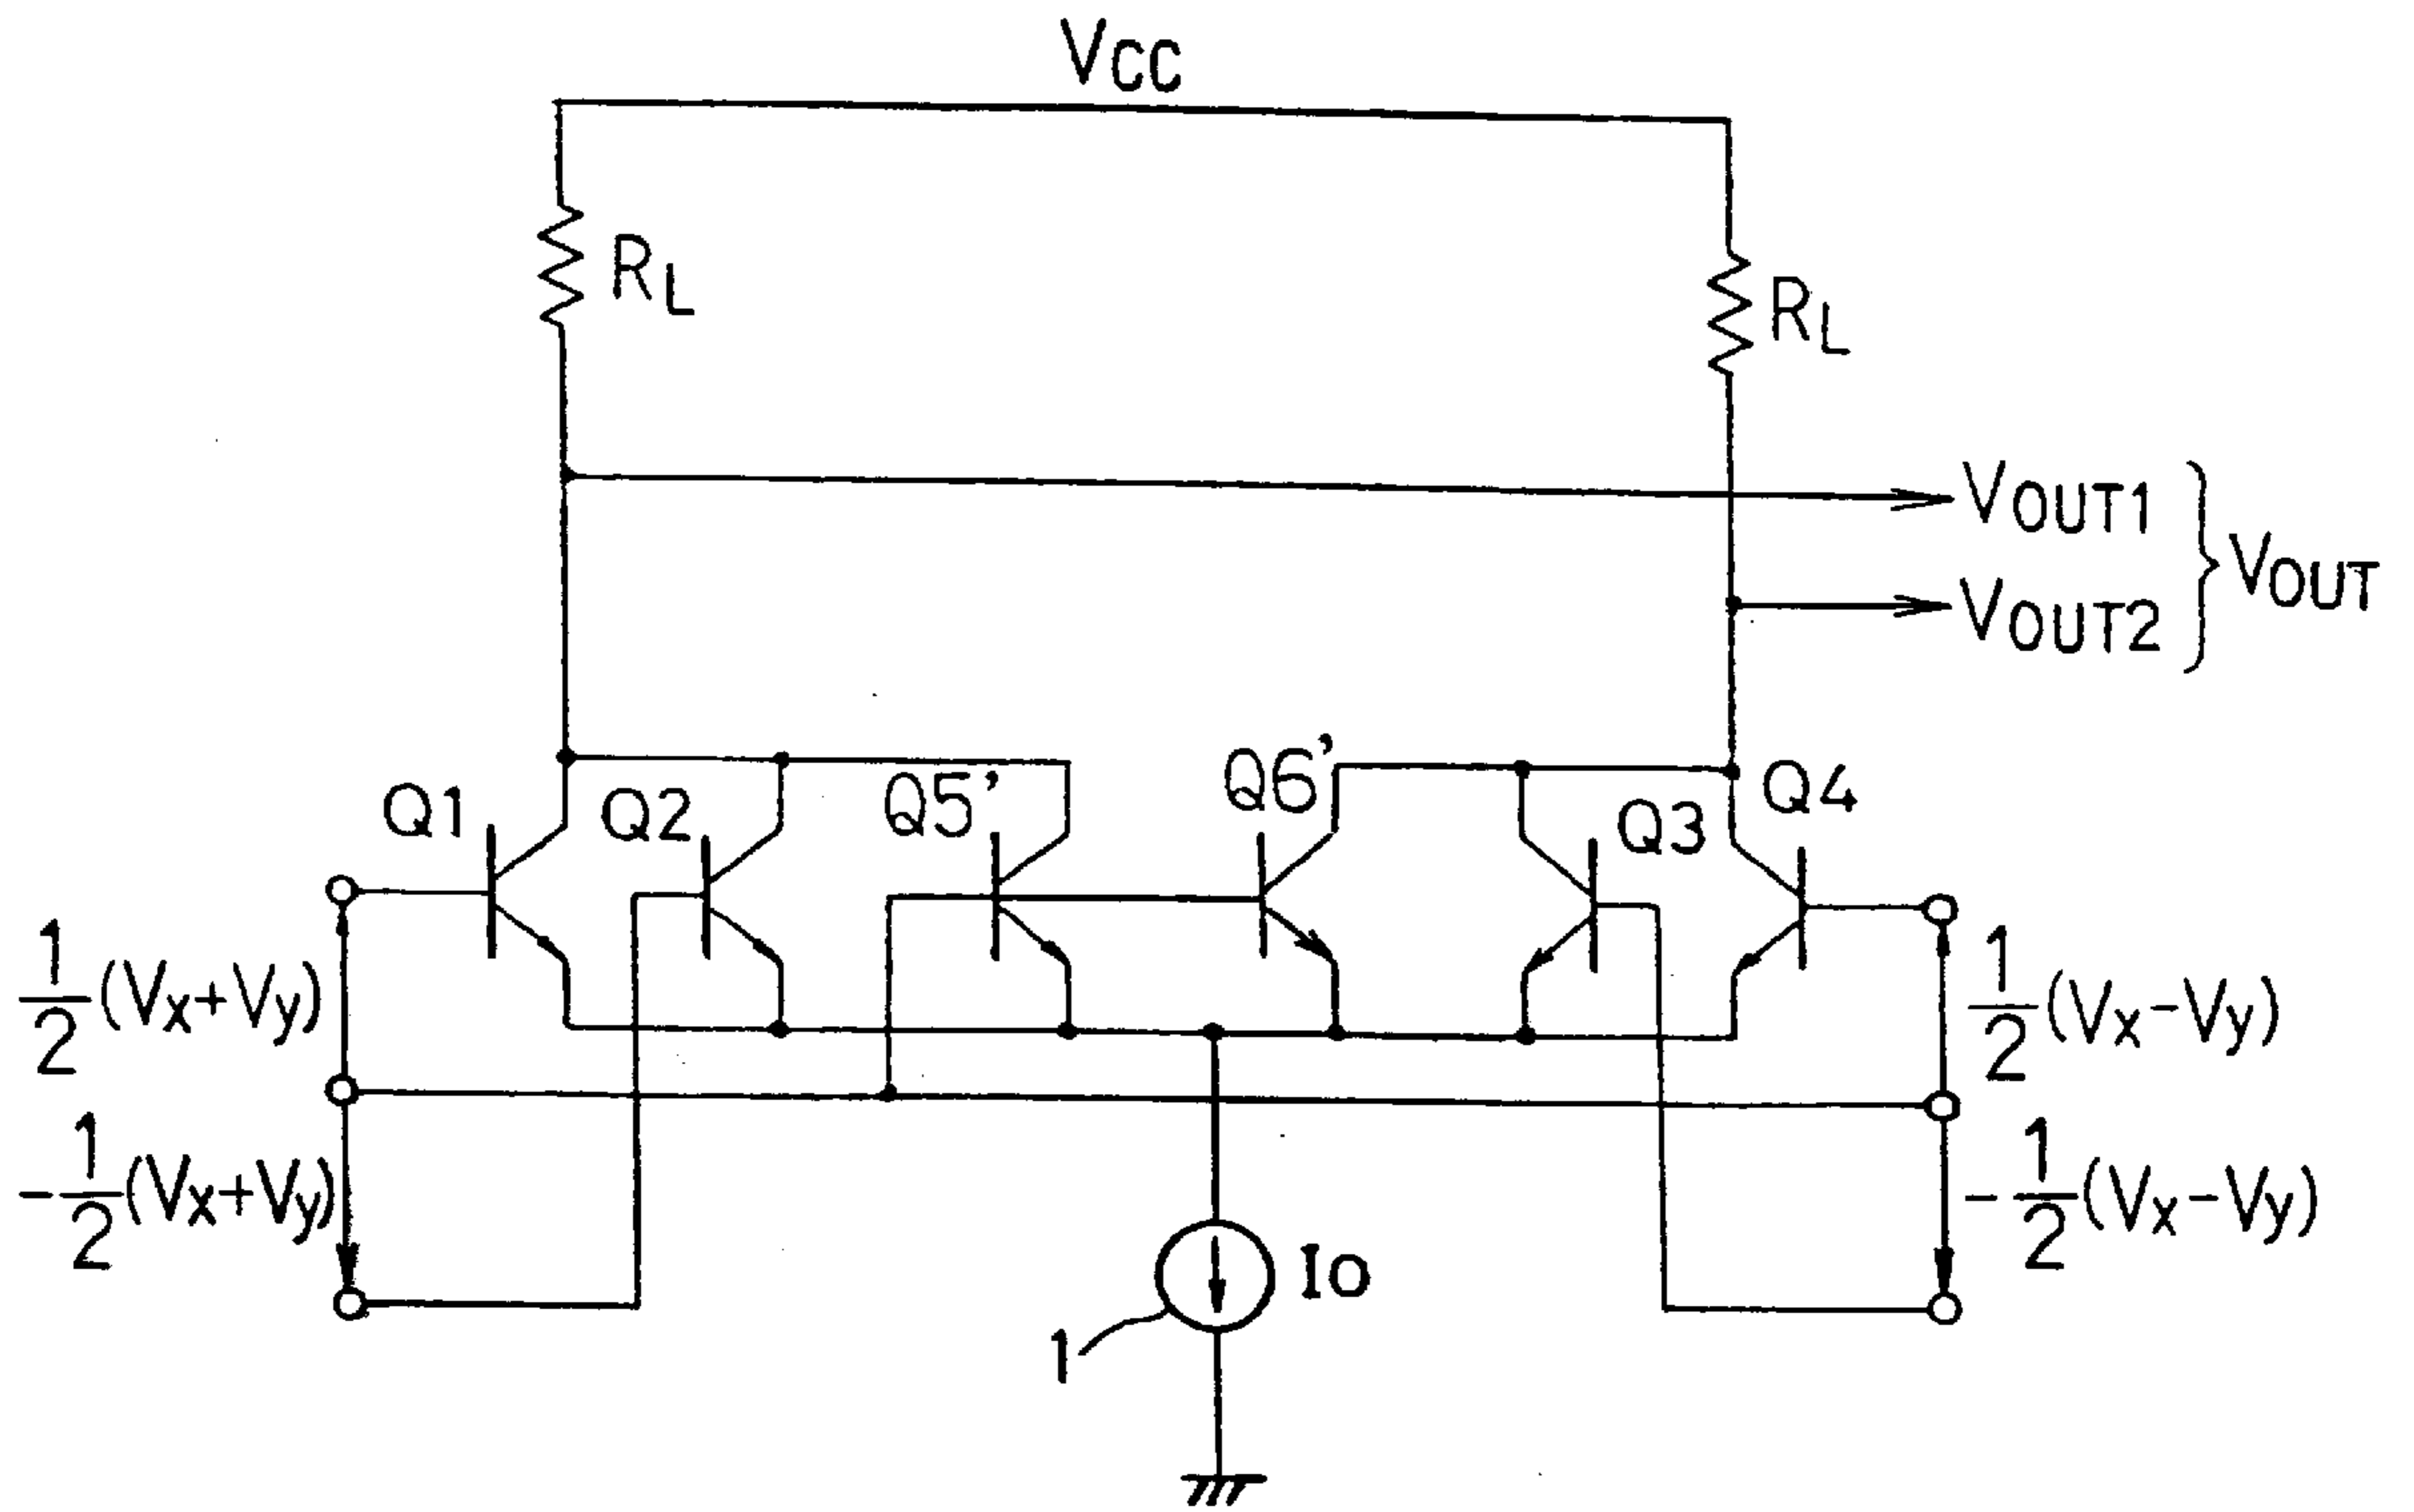 VCC
RL
RL
VOUT1
VOUT
VOUT2
Q1
Q2
Q5'
Q6'
Q3
Q4
1/2(Vx+Vy)
1/2(Vx-Vy)
-1/2(Vx+Vy)
-1/2(Vx-Vy)
Io
1